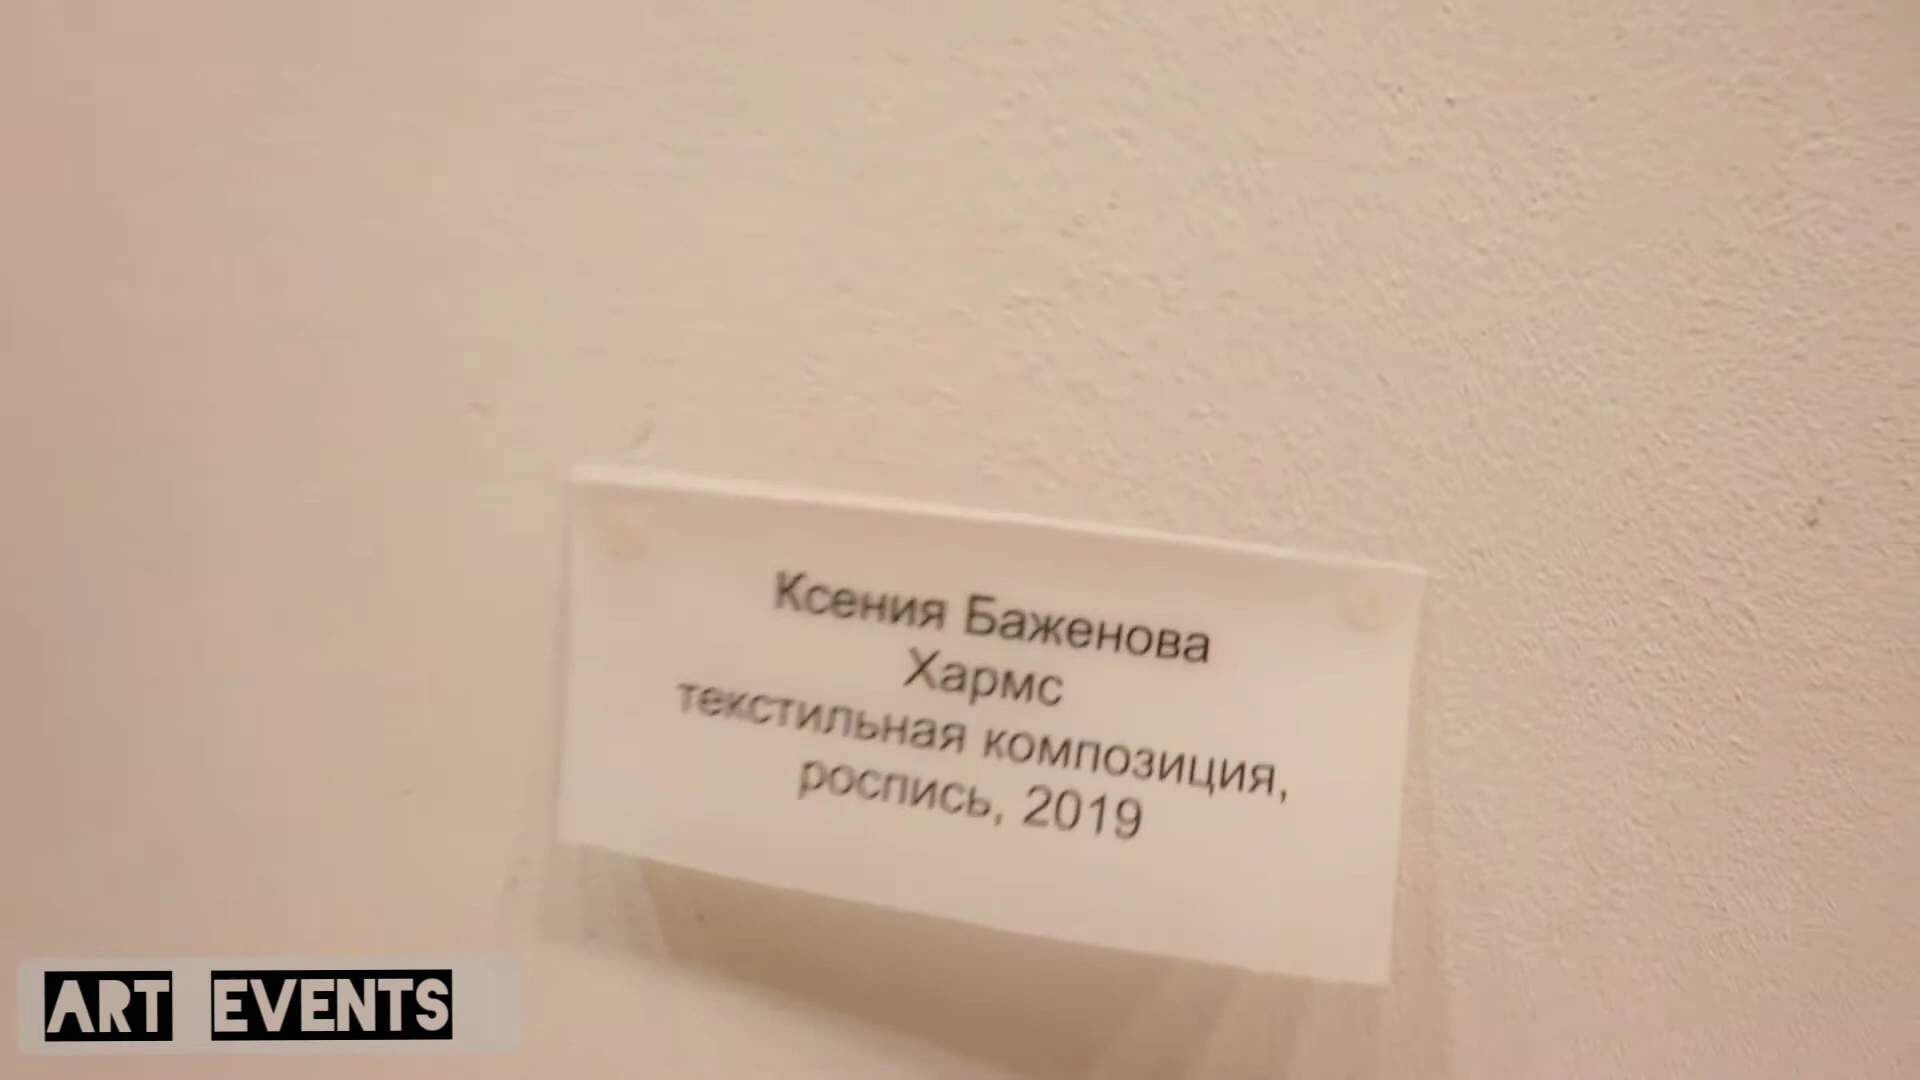 Ксения Баженова
Хармс
текстильная композиция,
роспись, 2019
ART EVENTS